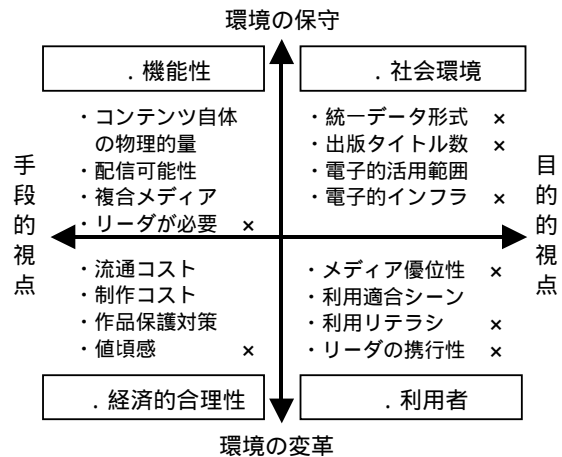 環境の保守
．機能性
・コンテンツ自体
の物理的量
・配信可能性
・複合メディア
・リーダが必要 ×
．社会環境
・統一データ形式 ×
・出版タイトル数 ×
・電子的活用範囲
・電子的インフラ ×
手段的視点
目的的視点
・流通コスト
・制作コスト
・作品保護対策
・値頃感 ×
．経済的合理性
・メディア優位性 ×
・利用適合シーン
・利用リテラシ ×
・リーダの携行性 ×
．利用者
環境の変革